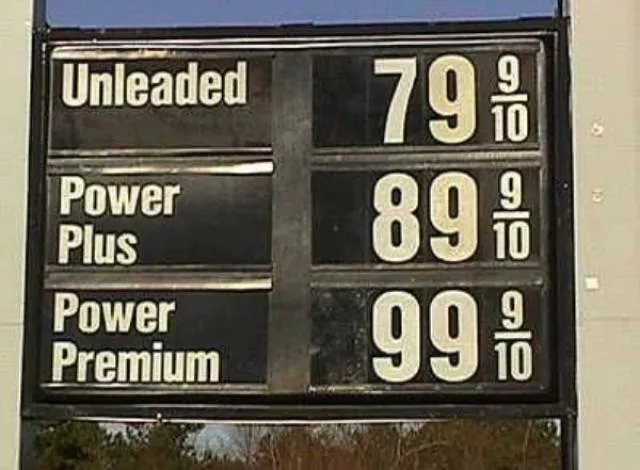 Unleaded 79 9/10
Power Plus 89 9/10
Power Premium 99 9/10